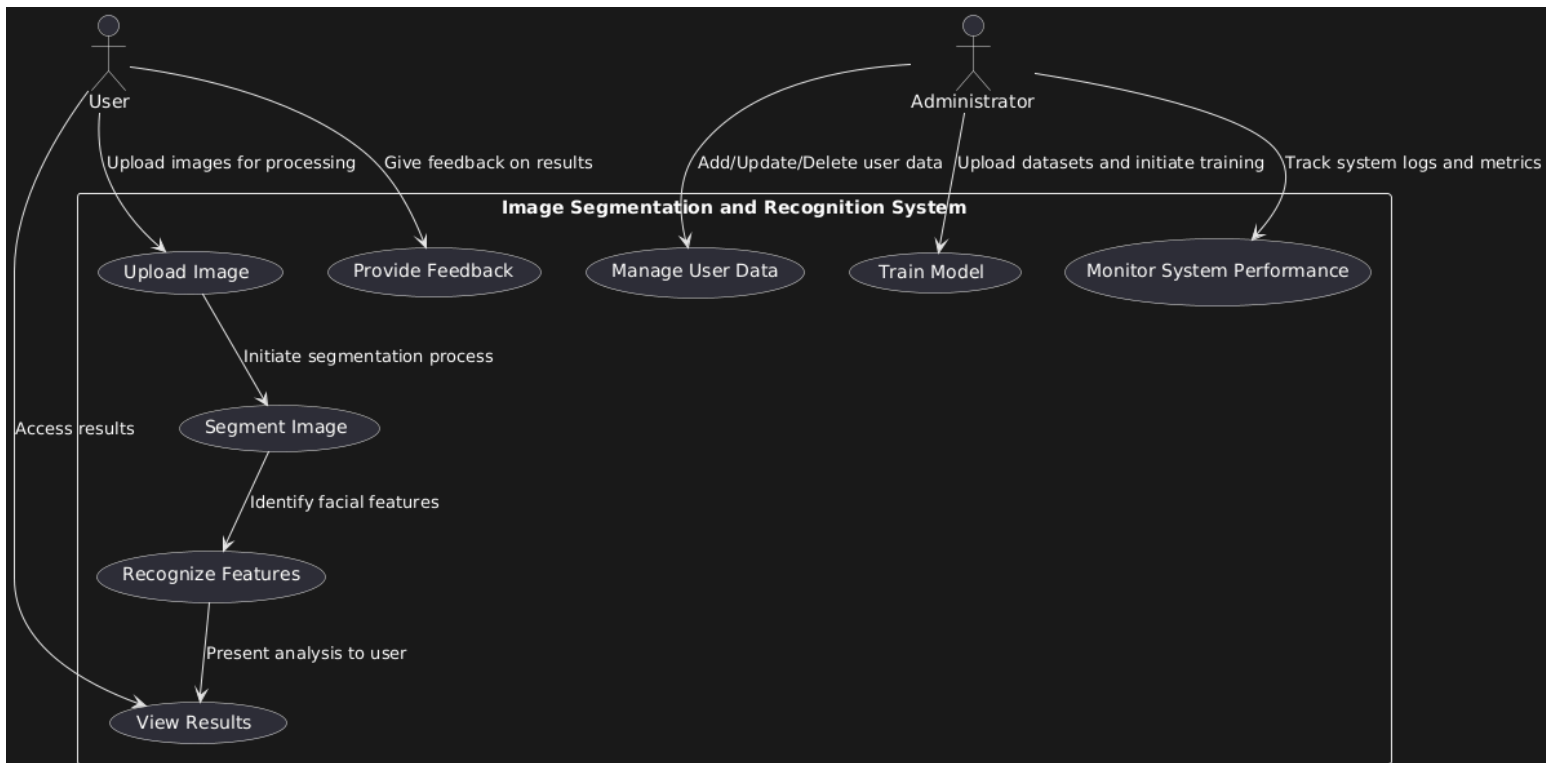 User
Administrator
Upload images for processing
Give feedback on results
Add/Update/Delete user data
Upload datasets and initiate training
Track system logs and metrics
Image Segmentation and Recognition System
Upload Image
Provide Feedback
Manage User Data
Train Model
Monitor System Performance
Initiate segmentation process
Access results
Segment Image
Identify facial features
Recognize Features
Present analysis to user
View Results